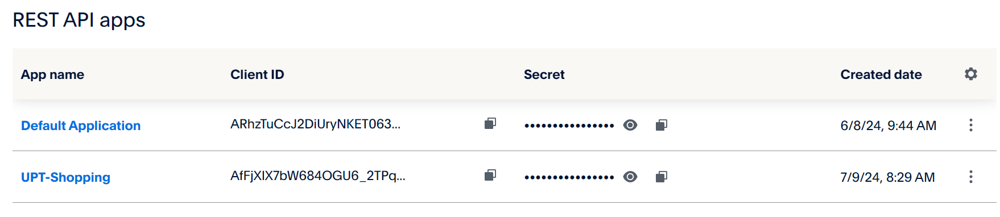 REST API apps
App name Client ID Secret Created date
Default Application ARhzTuCcJ2DiUryNKET063... •••••••••••••••• 6/8/24, 9:44 AM
UPT-Shopping AfFjXIX7bW684OGU6_2TPq... •••••••••••••••• 7/9/24, 8:29 AM